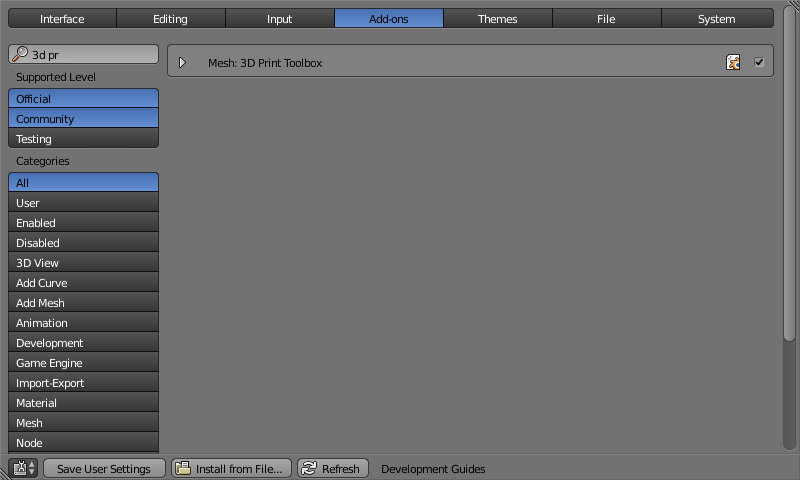 Interface Editing Input Add-ons Themes File System
3d pr
Mesh: 3D Print Toolbox
Supported Level
Official
Community
Testing
Categories
All
User
Enabled
Disabled
3D View
Add Curve
Add Mesh
Animation
Development
Game Engine
Import-Export
Material
Mesh
Node
Save User Settings Install from File... Refresh Development Guides